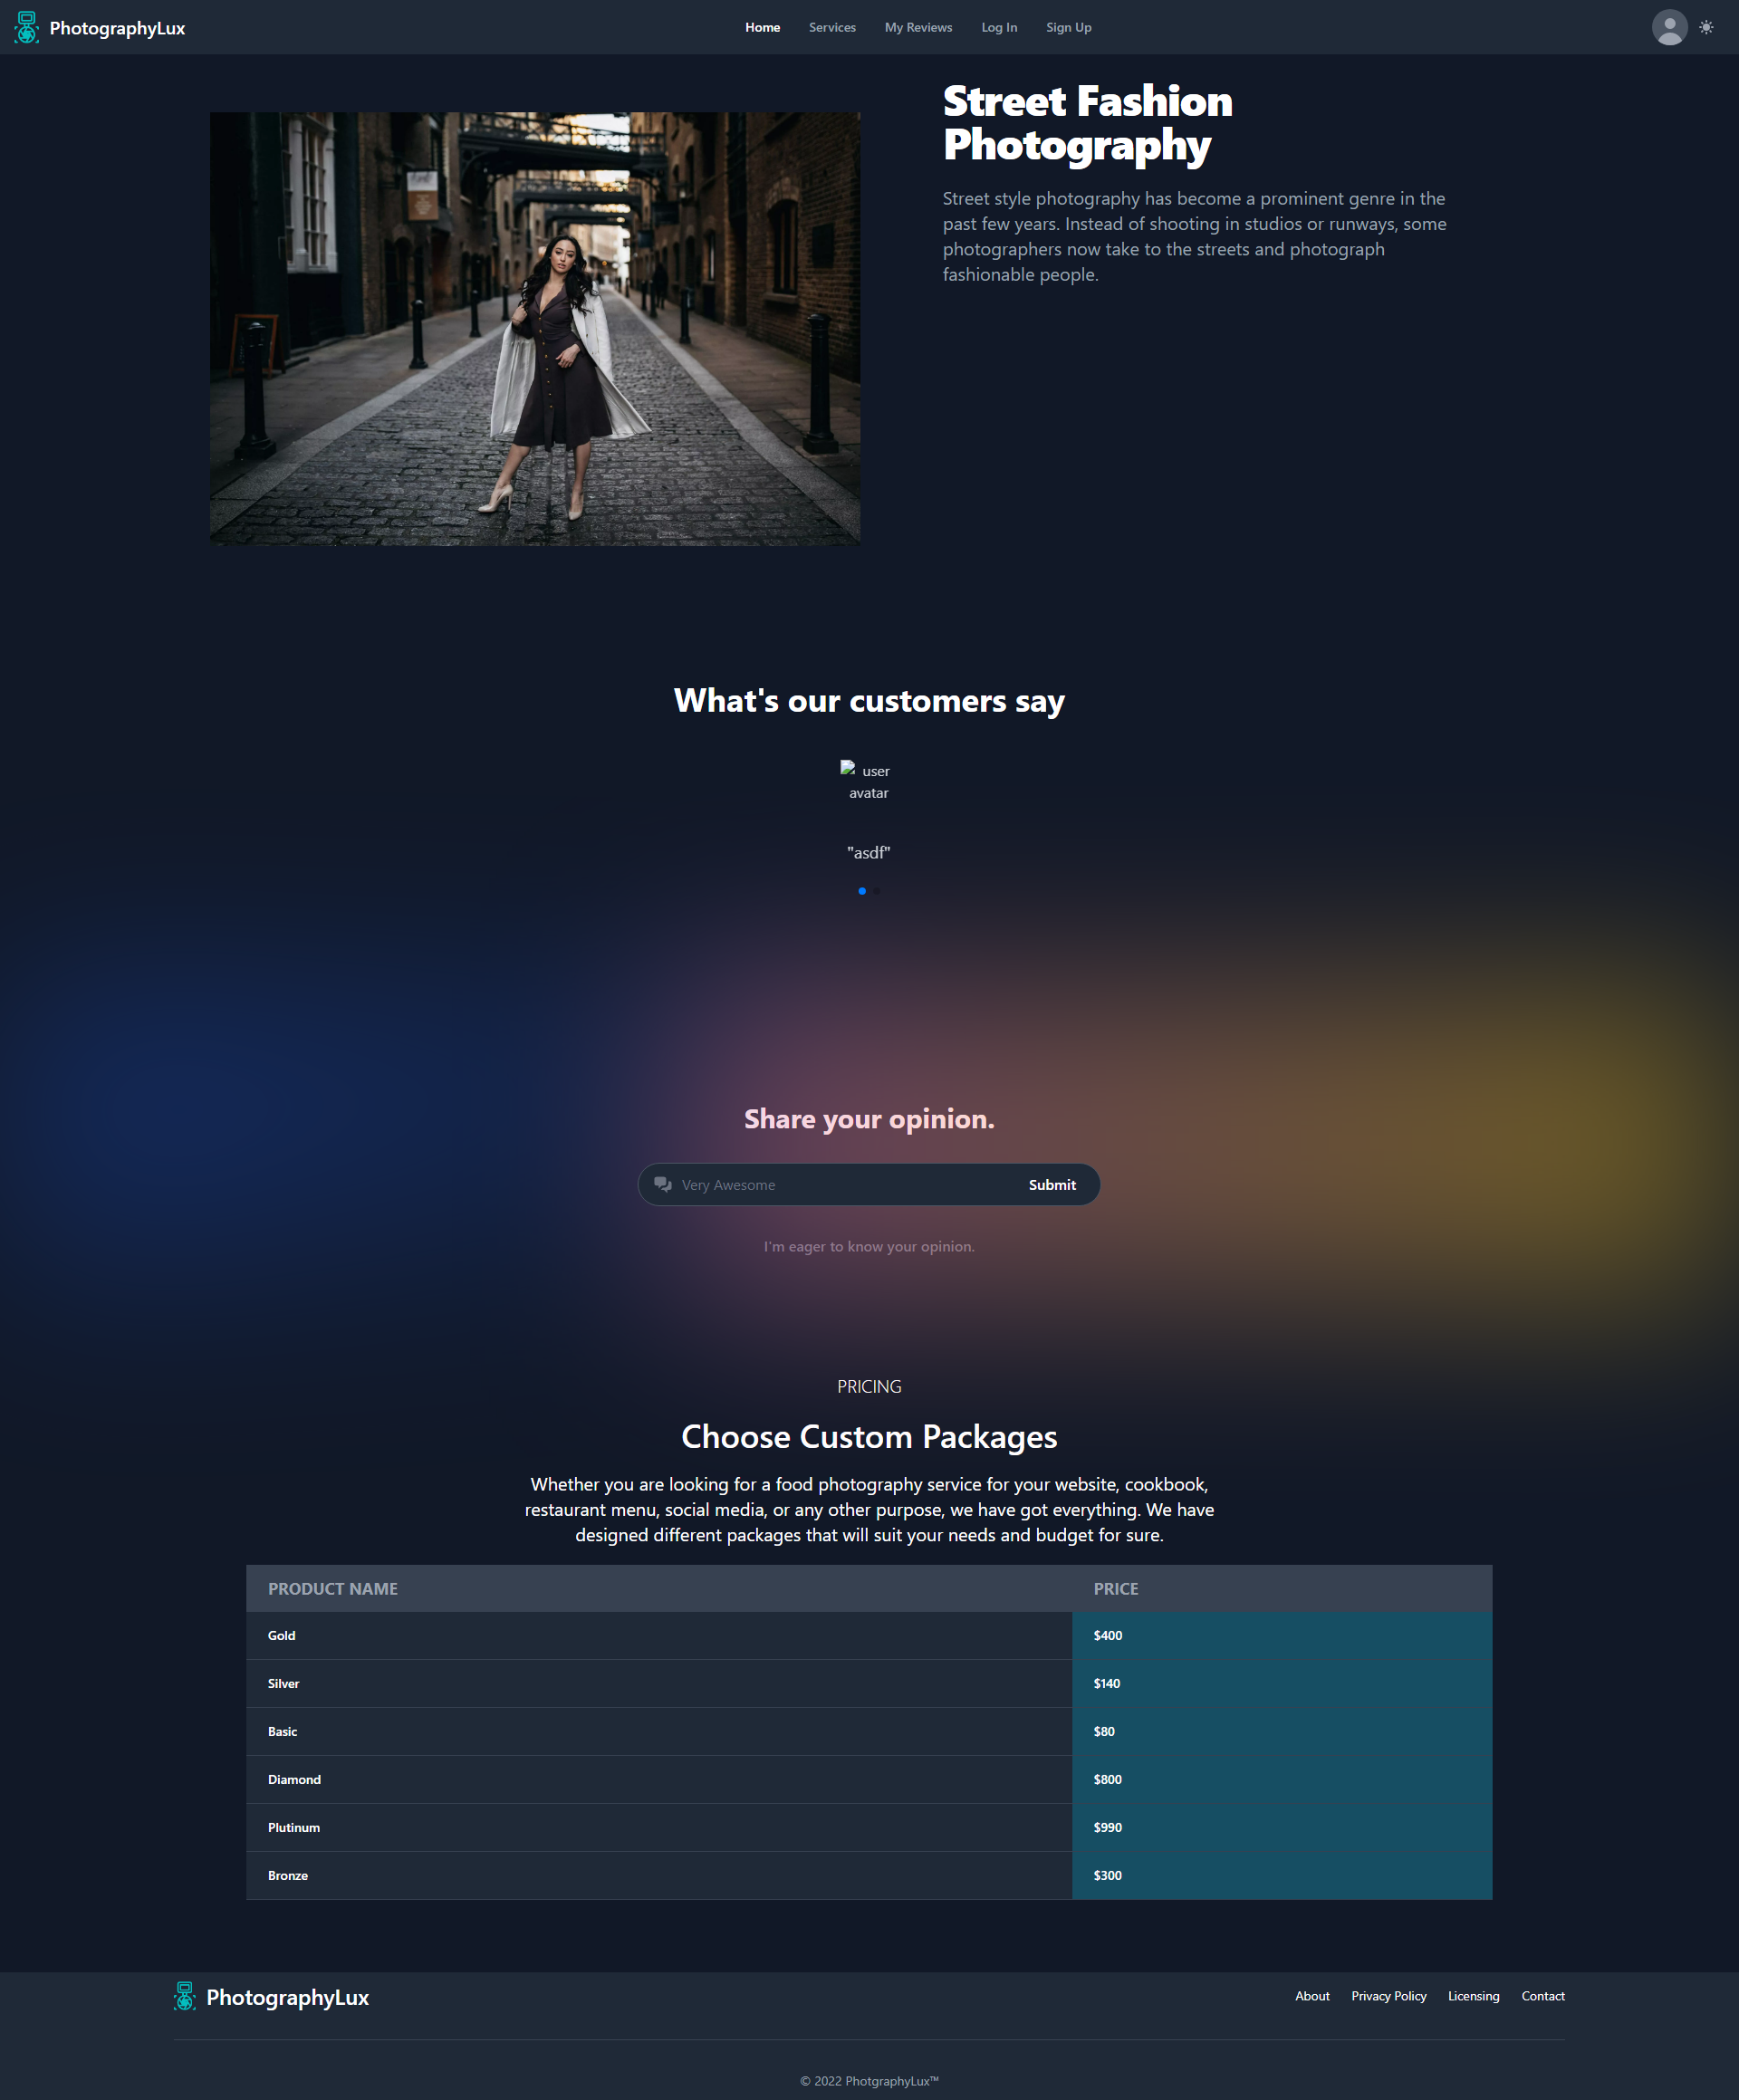 PhotographyLux
Home Services My Reviews Log In Sign Up
Street Fashion
Photography
Street style photography has become a prominent genre in the
past few years. Instead of shooting in studios or runways, some
photographers now take to the streets and photograph
fashionable people.
What's our customers say
user
avatar
"asdf"
Share your opinion.
Very Awesome
Submit
I'm eager to know your opinion.
PRICING
Choose Custom Packages
Whether you are looking for a food photography service for your website, cookbook,
restaurant menu, social media, or any other purpose, we have got everything. We have
designed different packages that will suit your needs and budget for sure.
PRODUCT NAME PRICE
Gold $400
Silver $140
Basic $80
Diamond $800
Plutinum $990
Bronze $300
PhotographyLux
About Privacy Policy Licensing Contact
© 2022 PhotgraphyLux™